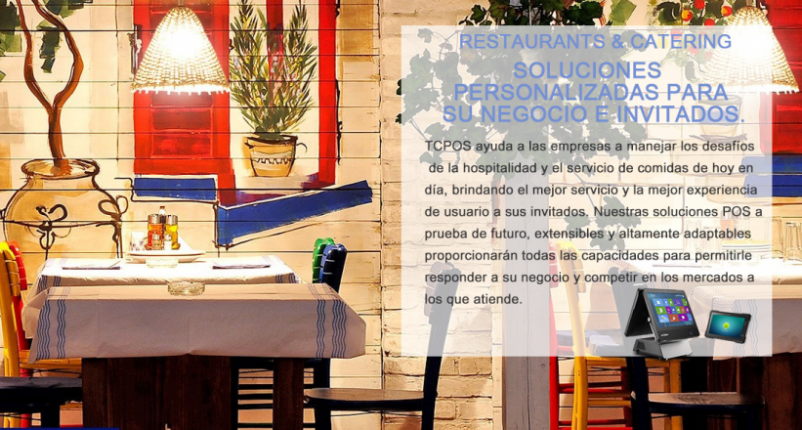 RESTAURANTS & CATERING
SOLUCIONES
PERSONALIZADAS PARA
SU NEGOCIO E INVITADOS.
TCPOS ayuda a las empresas a manejar los desafíos
de la hospitalidad y el servicio de comidas de hoy en
día, brindando el mejor servicio y la mejor experiencia
de usuario a sus invitados. Nuestras soluciones POS a
prueba de futuro, extensibles y altamente adaptables
proporcionarán todas las capacidades para permitirle
responder a su negocio y competir en los mercados a
los que atiende.